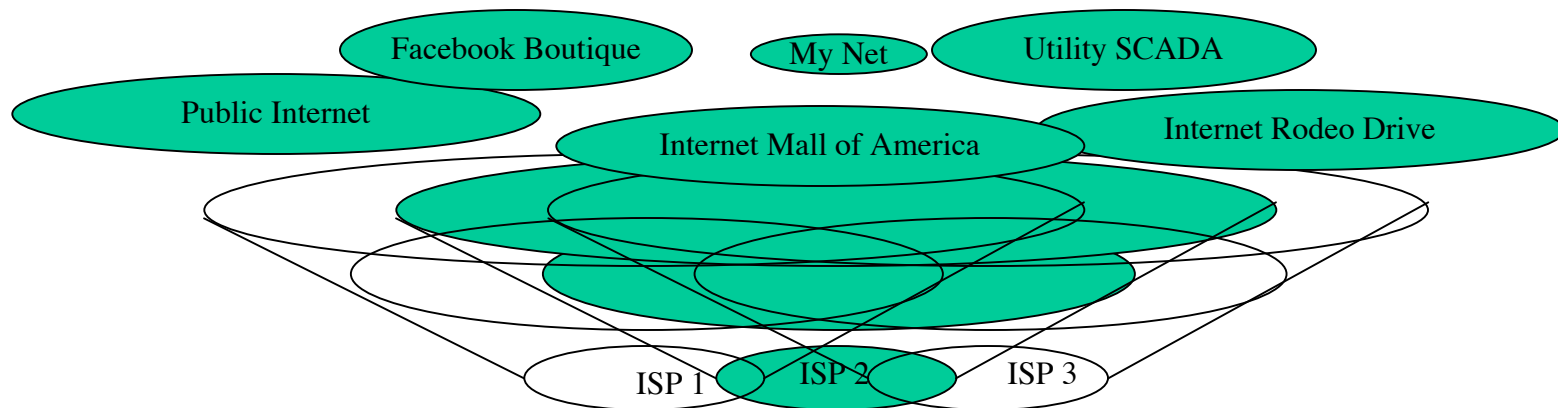 Facebook Boutique
My Net
Utility SCADA
Public Internet
Internet Mall of America
Internet Rodeo Drive
ISP 1
ISP 2
ISP 3